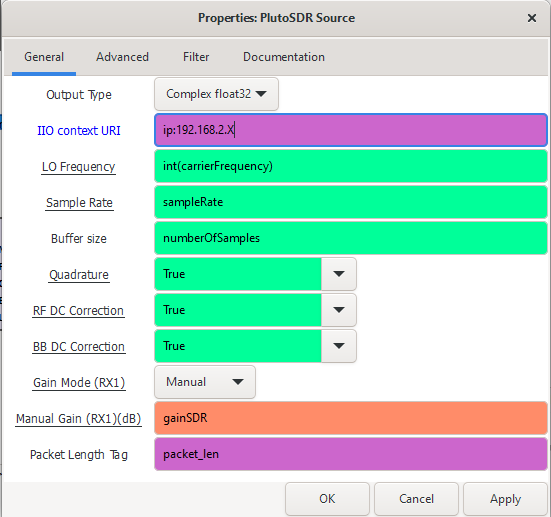 Properties: PlutoSDR Source
General Advanced Filter Documentation
Output Type Complex float32
IIO context URI ip:192.168.2.X
LO Frequency int(carrierFrequency)
Sample Rate sampleRate
Buffer size numberOfSamples
Quadrature True
RF DC Correction True
BB DC Correction True
Gain Mode (RX1) Manual
Manual Gain (RX1)(dB) gainSDR
Packet Length Tag packet_len
OK Cancel Apply